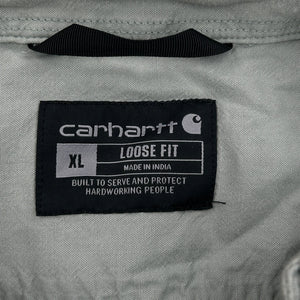 carhartt
XL LOOSE FIT
MADE IN INDIA
BUILT TO SERVE AND PROTECT
HARDWORKING PEOPLE